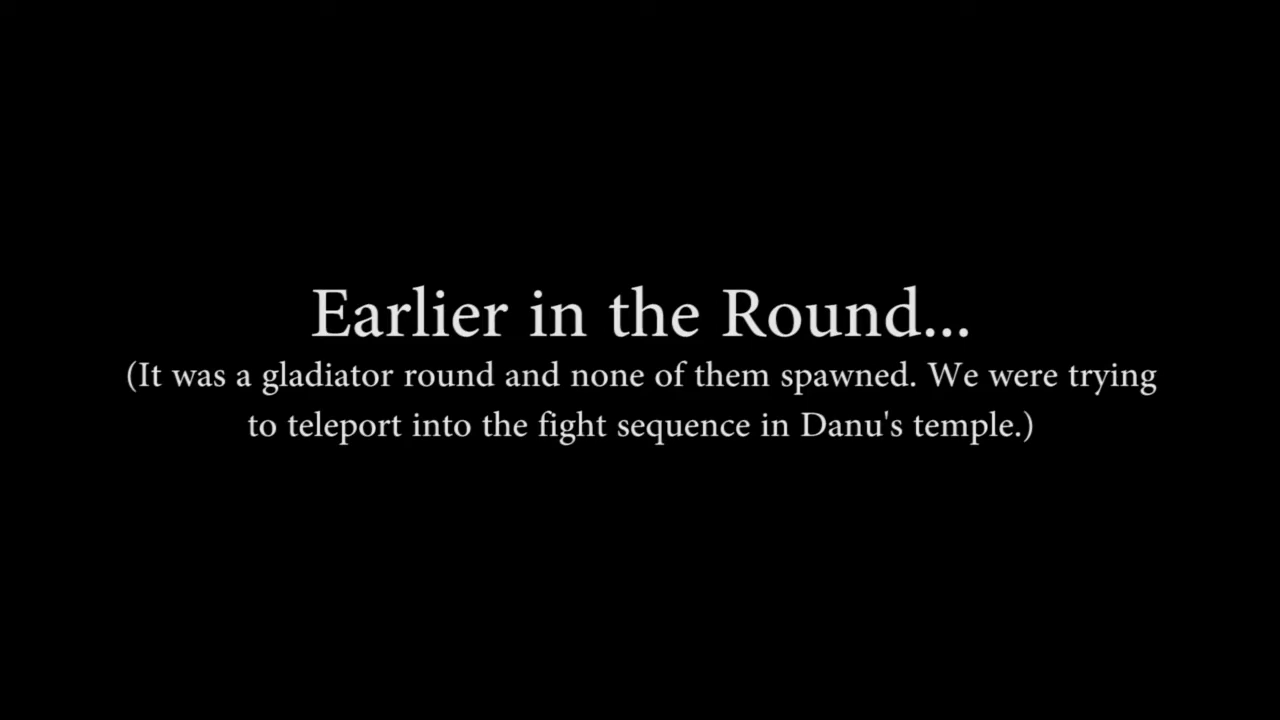 Earlier in the Round...
(It was a gladiator round and none of them spawned. We were trying
to teleport into the fight sequence in Danu's temple.)